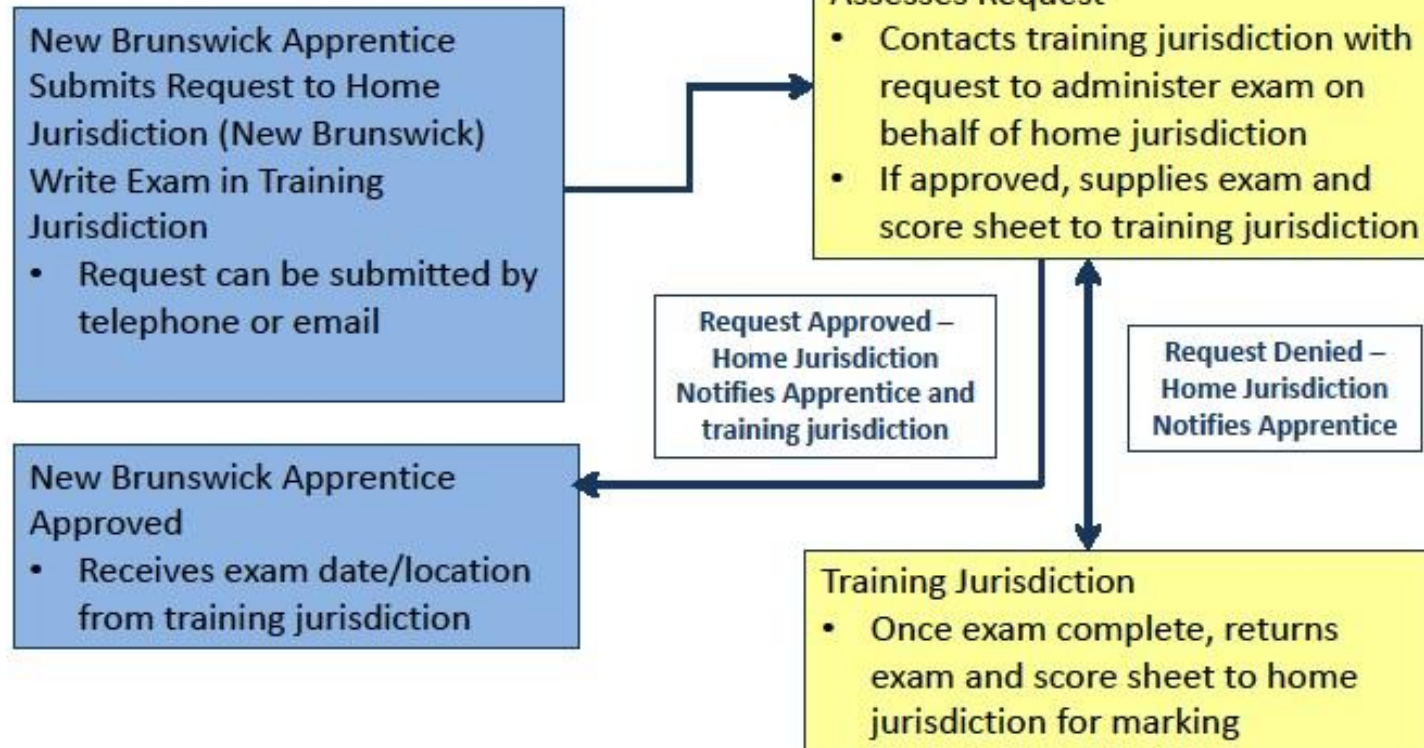 New Brunswick Apprentice
Submits Request to Home
Jurisdiction (New Brunswick)
Write Exam in Training
Jurisdiction
• Request can be submitted by
telephone or email
Assesses Request
• Contacts training jurisdiction with
request to administer exam on
behalf of home jurisdiction
• If approved, supplies exam and
score sheet to training jurisdiction
Request Approved –
Home Jurisdiction
Notifies Apprentice and
training jurisdiction
Request Denied –
Home Jurisdiction
Notifies Apprentice
New Brunswick Apprentice
Approved
• Receives exam date/location
from training jurisdiction
Training Jurisdiction
• Once exam complete, returns
exam and score sheet to home
jurisdiction for marking